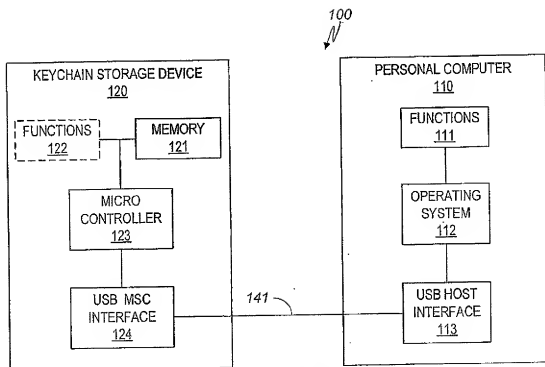 100
KEYCHAIN STORAGE DEVICE
120
FUNCTIONS
122
MEMORY
121
MICRO
CONTROLLER
123
USB MSC
INTERFACE
124
141
PERSONAL COMPUTER
110
FUNCTIONS
111
OPERATING
SYSTEM
112
USB HOST
INTERFACE
113